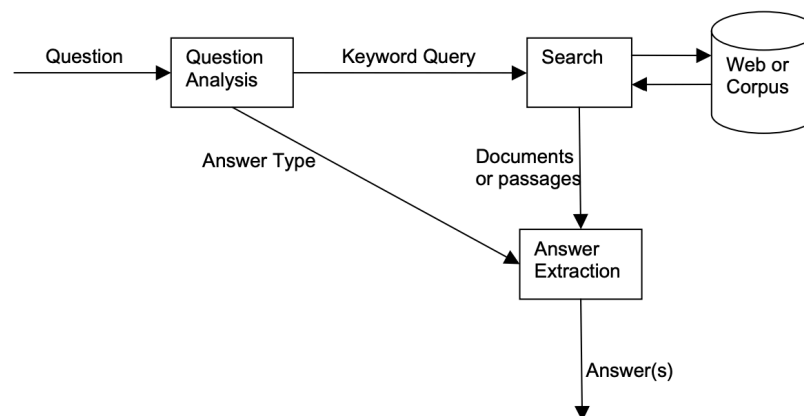 Question
Question
Analysis
Keyword Query
Search
Web or
Corpus
Answer Type
Documents
or passages
Answer
Extraction
Answer(s)